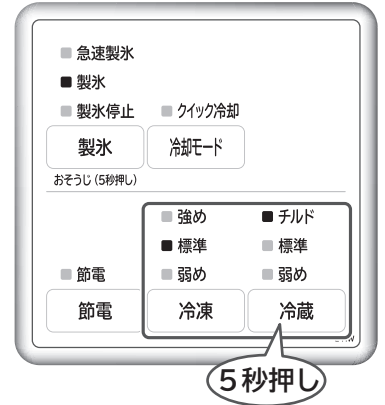 急速製氷
製氷
製氷停止 クイック冷却
製氷 冷却モード
おそうじ（5秒押し）
強め チルド
標準 標準
節電 弱め 弱め
節電 冷凍 冷蔵
5秒押し